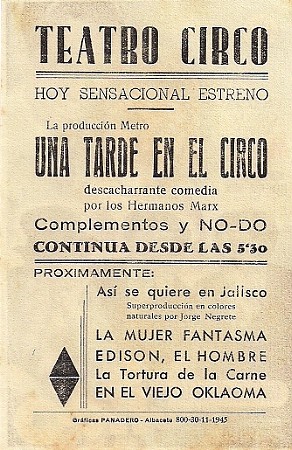 TEATRO CIRCO
HOY SENSACIONAL ESTRENO
La producción Metro
UNA TARDE EN EL CIRCO
descacharrante comedia
por los Hermanos Marx
Complementos y NO-DO
CONTINUA DESDE LAS 5'30
PROXIMAMENTE:
Así se quiere en Jalisco
Superproducción en colores
naturales por Jorge Negrete
LA MUJER FANTASMA
EDISON, EL HOMBRE
La Tortura de la Carne
EN EL VIEJO OKLAOMA
Gráficas PANADERO - Albacete 800-30-11-1945